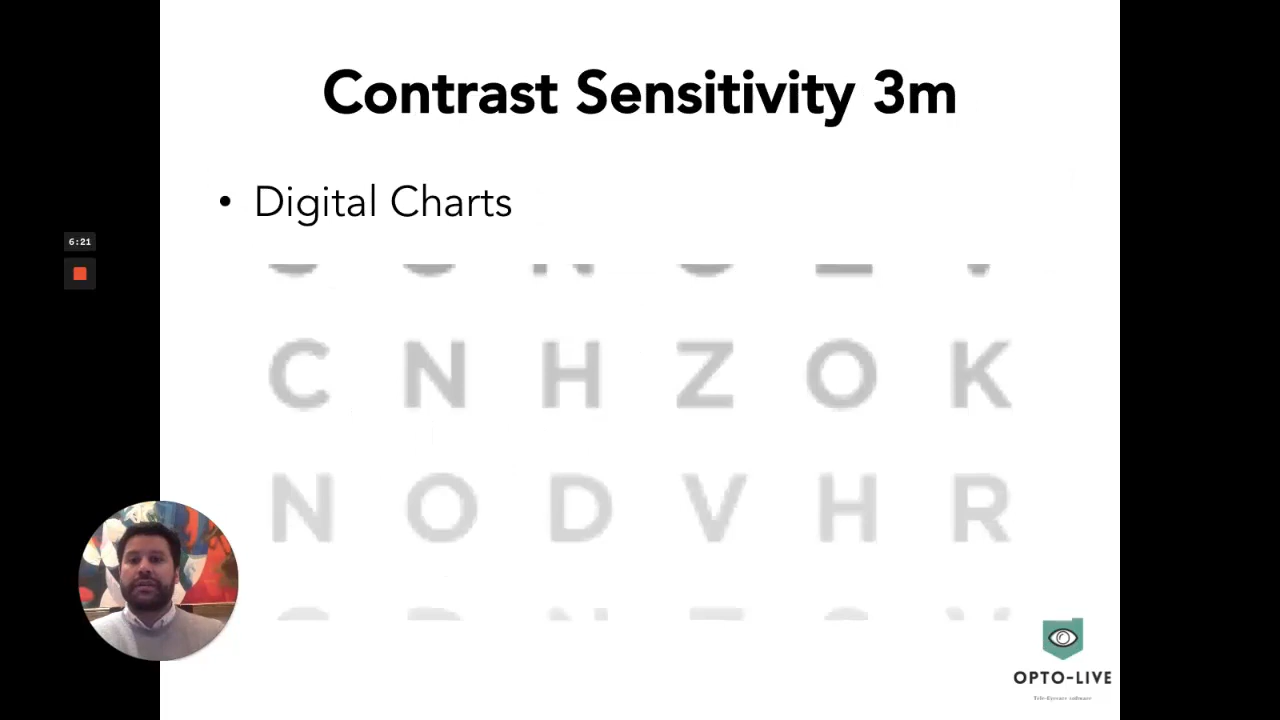 Contrast Sensitivity 3m
• Digital Charts
6:21
C N H Z O K
N O D V H R
OPTO-LIVE